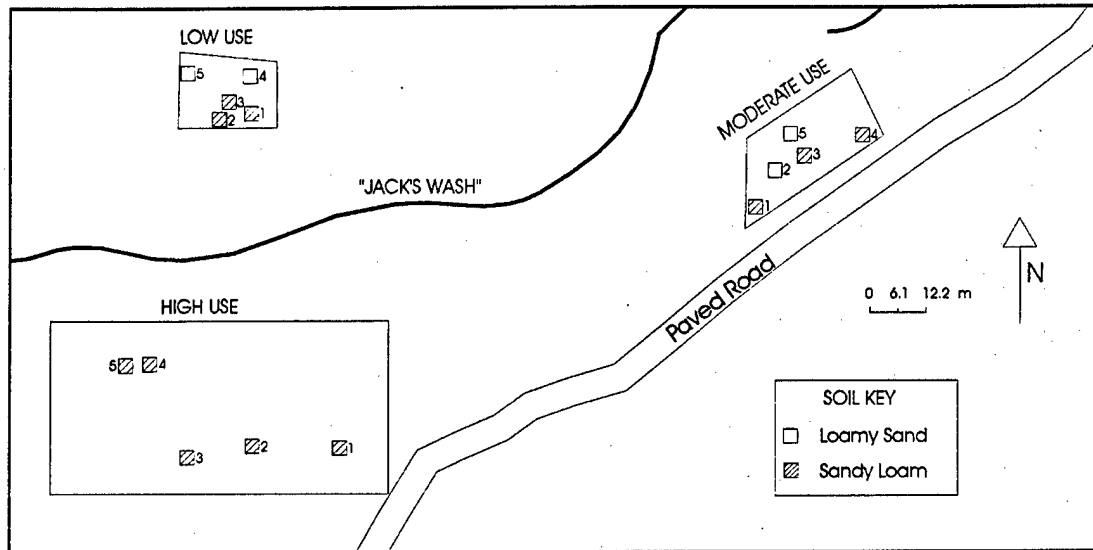 LOW USE
5
4
3
2
1
MODERATE USE
5
4
3
2
1
"JACK'S WASH"
Paved Road
N
0 6.1 12.2 m
HIGH USE
5
4
3
2
1
SOIL KEY
Loamy Sand
Sandy Loam